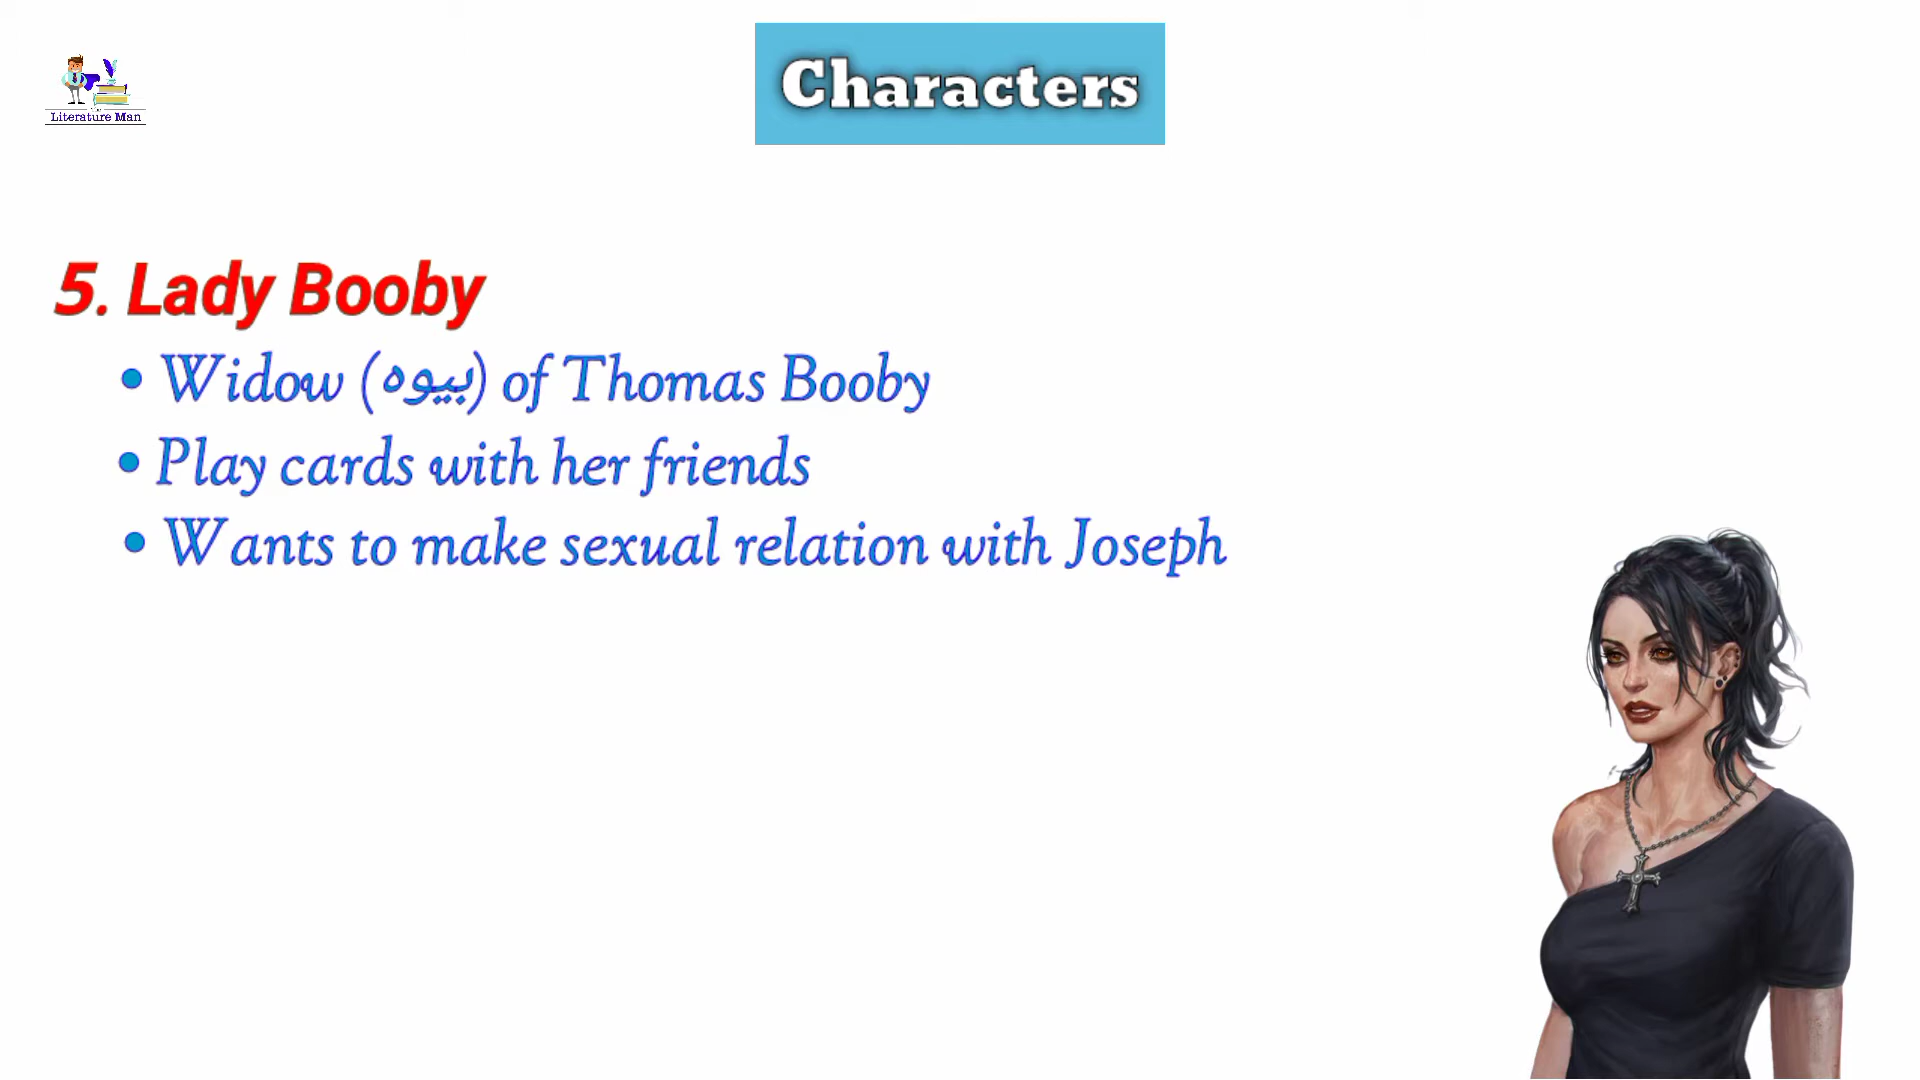 Characters
Literature Man
5. Lady Booby
• Widow (بیوہ) of Thomas Booby
• Play cards with her friends
• Wants to make sexual relation with Joseph